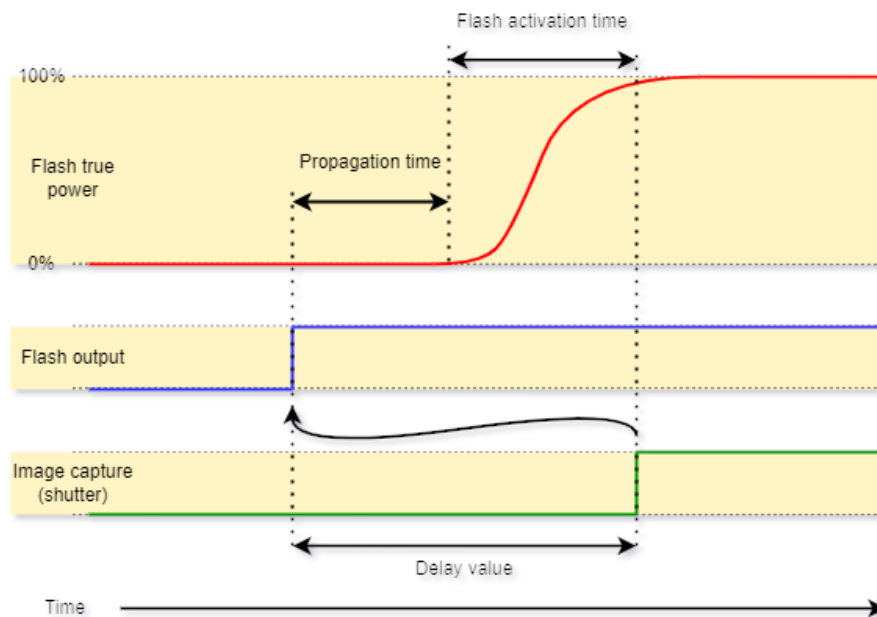 Flash activation time
100%
Propagation time
Flash true
power
0%
Flash output
Image capture
(shutter)
Delay value
Time